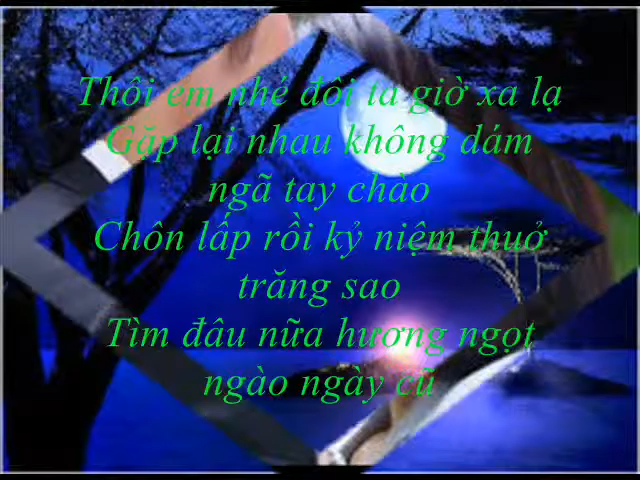 Thôi em nhé đôi ta giờ xa lạ
Gặp lại nhau không dám
ngã tay chào
Chôn lấp rồi kỷ niệm thuở
trăng sao
Tìm đâu nữa hương ngọt
ngào ngày cũ